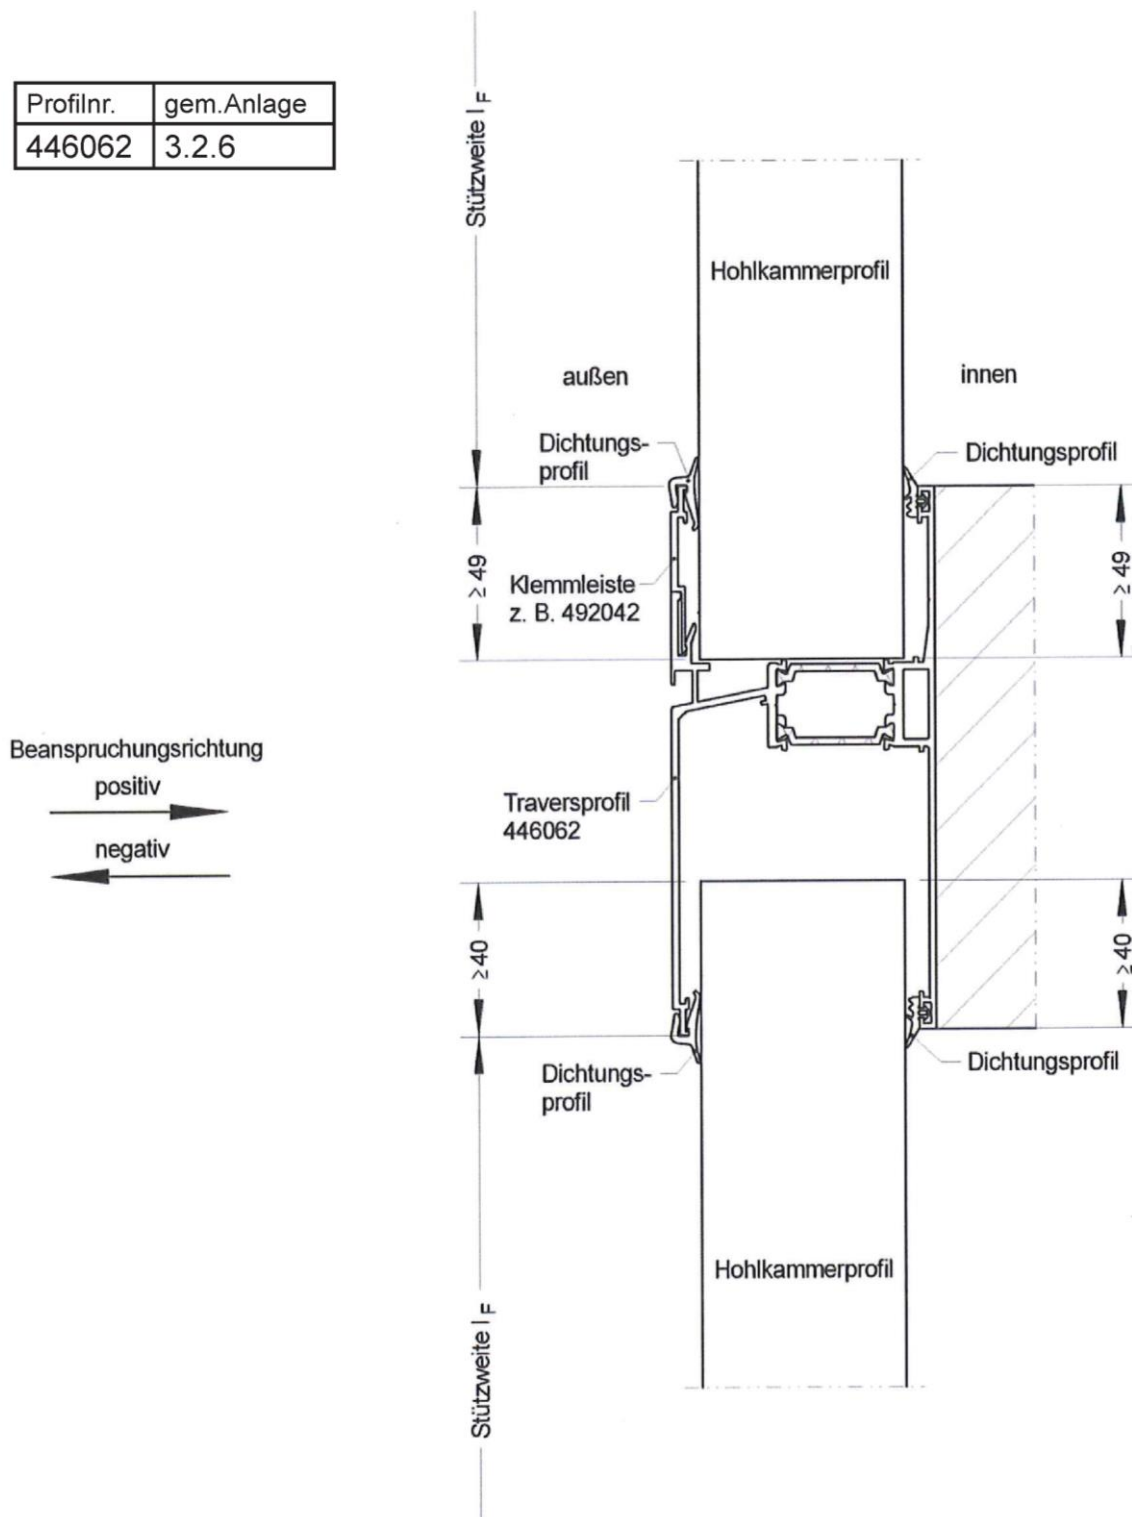 Profilnr. gem.Anlage
446062 3.2.6
Stützweite l F
Hohlkammerprofil
außen
innen
Dichtungs-
profil
Dichtungsprofil
≥ 49
≥ 49
Klemmleiste
z. B. 492042
Beanspruchungsrichtung
positiv
negativ
Traversprofil
446062
≥40
≥40
Dichtungs-
profil
Dichtungsprofil
Hohlkammerprofil
Stützweite l F